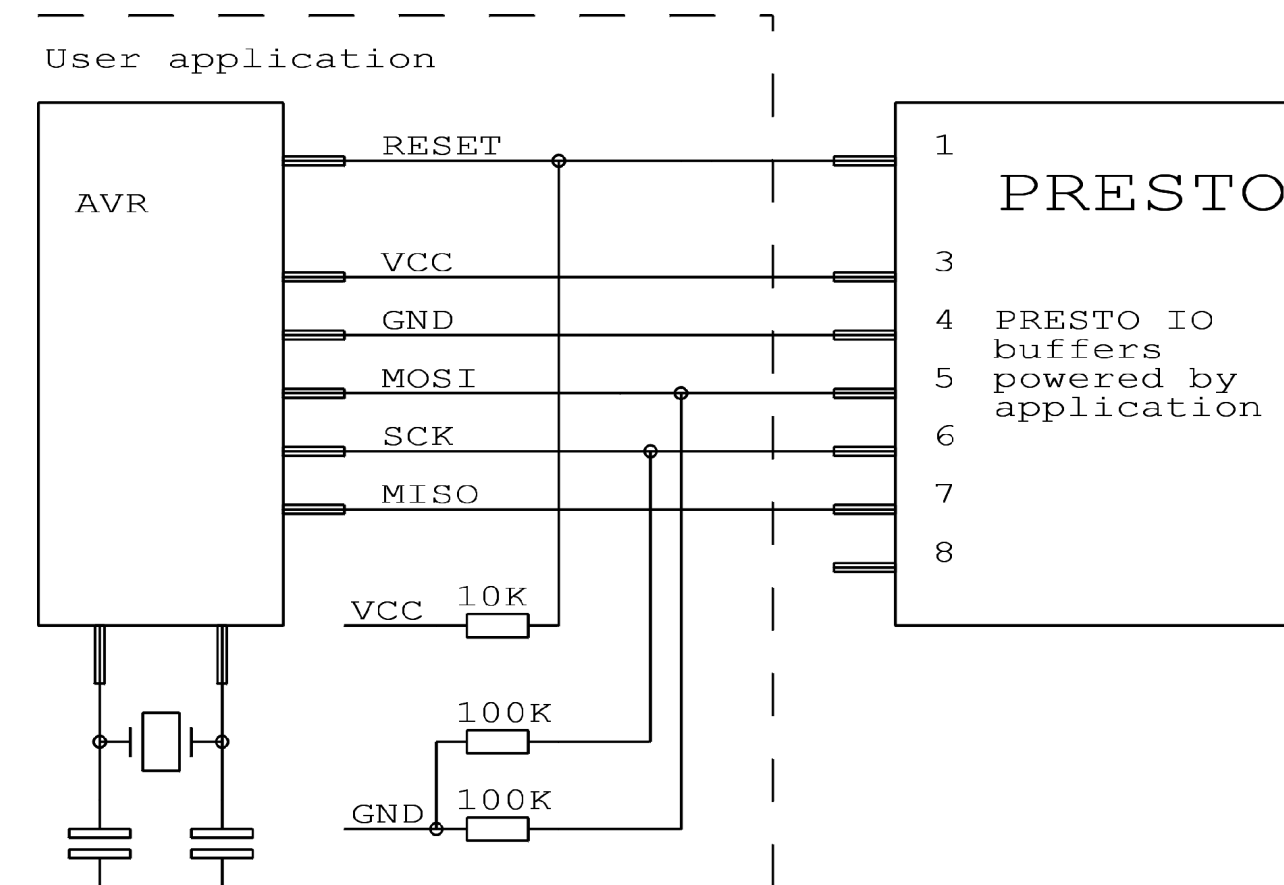 User application
AVR
RESET
VCC
GND
MOSI
SCK
MISO
VCC
10K
100K
GND
100K
1
PRESTO
3
4
PRESTO IO
buffers
5
powered by
application
6
7
8